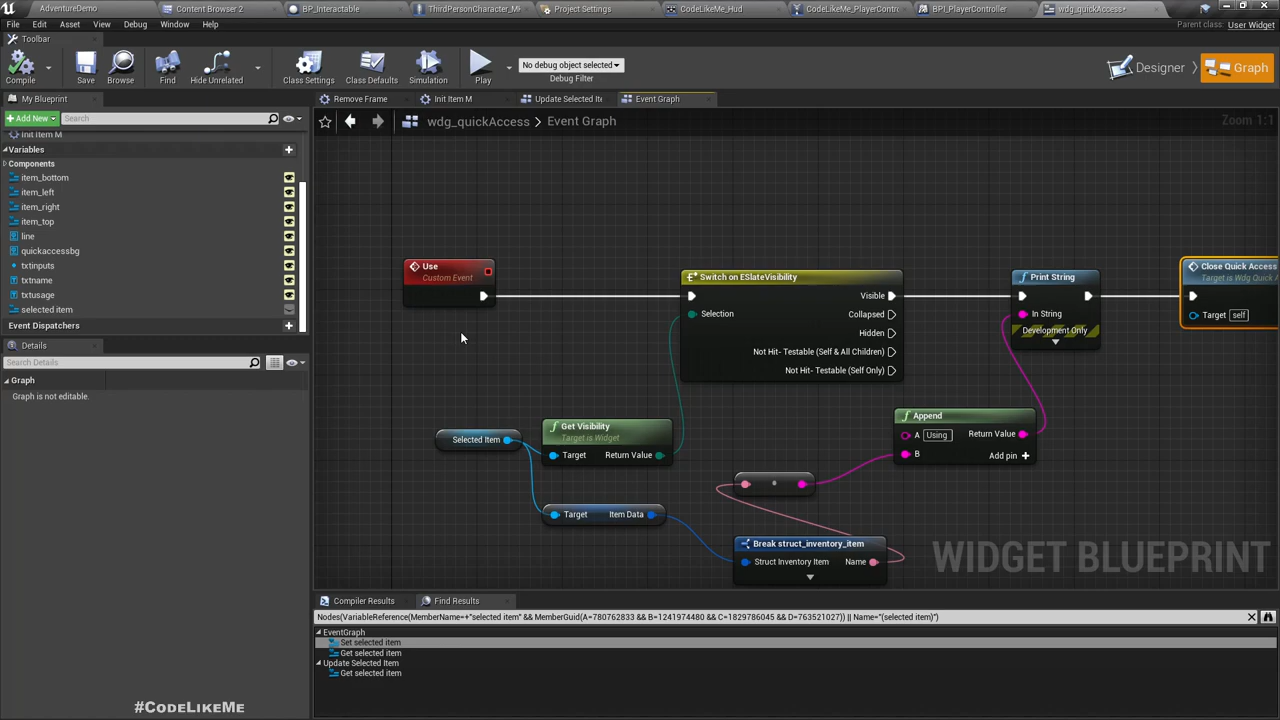 AdventureDemo
Content Browser 2
BP_Interactable
ThirdPersonCharacter_M
Project Settings
CodeLikeMe_Hud
CodeLikeMe_PlayerContr
BPI_PlayerController
wdg_quickAccess*
File Edit Asset View Debug Window Help
Parent class: User Widget
Toolbar
Compile Save Browse Find Hide Unrelated Class Settings Class Defaults Simulation Play
No debug object selected
Debug Filter
Designer Graph
My Blueprint
Remove Frame Init Item M Update Selected It Event Graph
Add New Search
wdg_quickAccess > Event Graph
Zoom 1:1
Init Item M
Variables
Components
item_bottom
item_left
item_right
item_top
line
quickaccessbg
txtinputs
txtname
txtusage
selected item
Event Dispatchers
Details
Search Details
Graph
Graph is not editable.
Use
Custom Event
Switch on ESlateVisibility
Selection
Visible
Collapsed
Hidden
Not Hit- Testable (Self & All Children)
Not Hit- Testable (Self Only)
Print String
In String
Development Only
Close Quick Access
Target is Wdg Quick A
Target self
Selected Item
Get Visibility
Target is Widget
Target Return Value
Append
A Using Return Value
B Add pin +
Target Item Data
Break struct_inventory_item
Struct Inventory Item Name
WIDGET BLUEPRINT
Compiler Results Find Results
Nodes(VariableReference(MemberName=+"selected item" && MemberGuid(A=780762833 && B=1241974480 && C=1829786045 && D=763521027)) || Name="(selected item)")
EventGraph
Set selected item
Get selected item
Update Selected Item
Get selected item
#CodeLikeMe